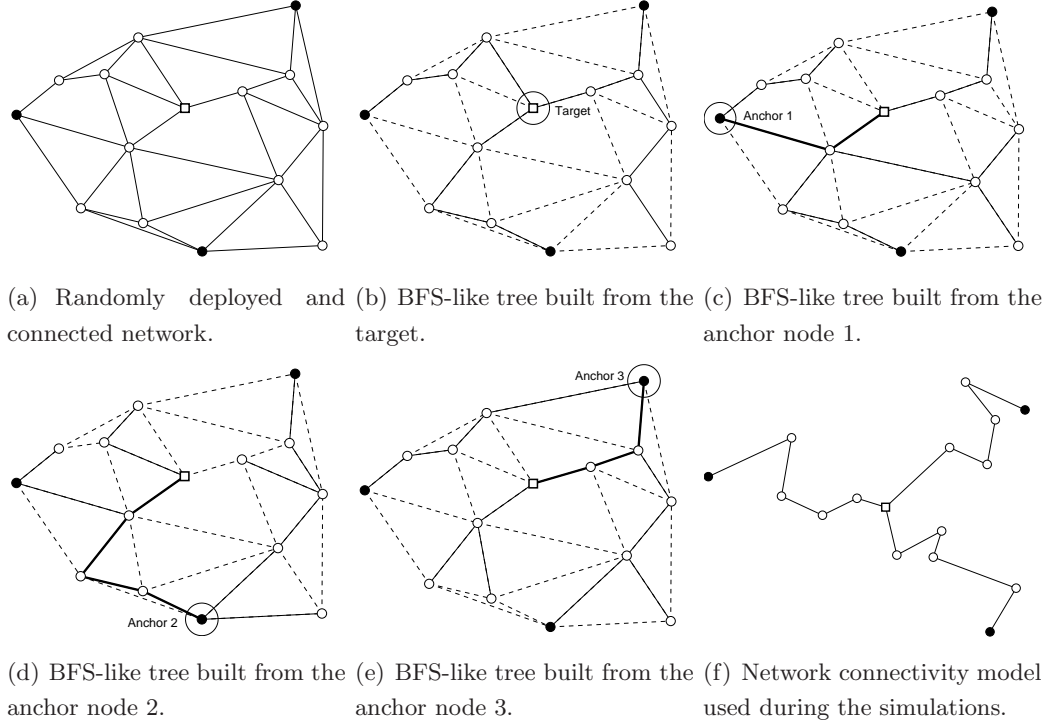 Target
Anchor 1
(a) Randomly deployed and
connected network.
(b) BFS-like tree built from the
target.
(c) BFS-like tree built from the
anchor node 1.
Anchor 2
Anchor 3
(d) BFS-like tree built from the
anchor node 2.
(e) BFS-like tree built from the
anchor node 3.
(f) Network connectivity model
used during the simulations.